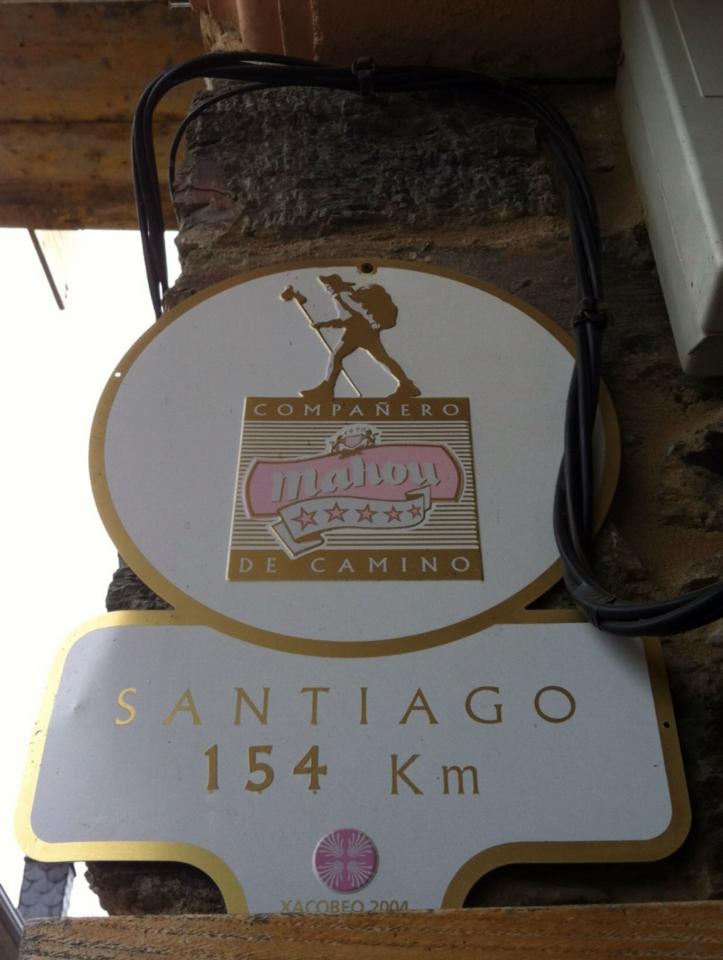 COMPAÑERO
mahou
DE CAMINO
SANTIAGO
154 Km
XACOBEO 2004